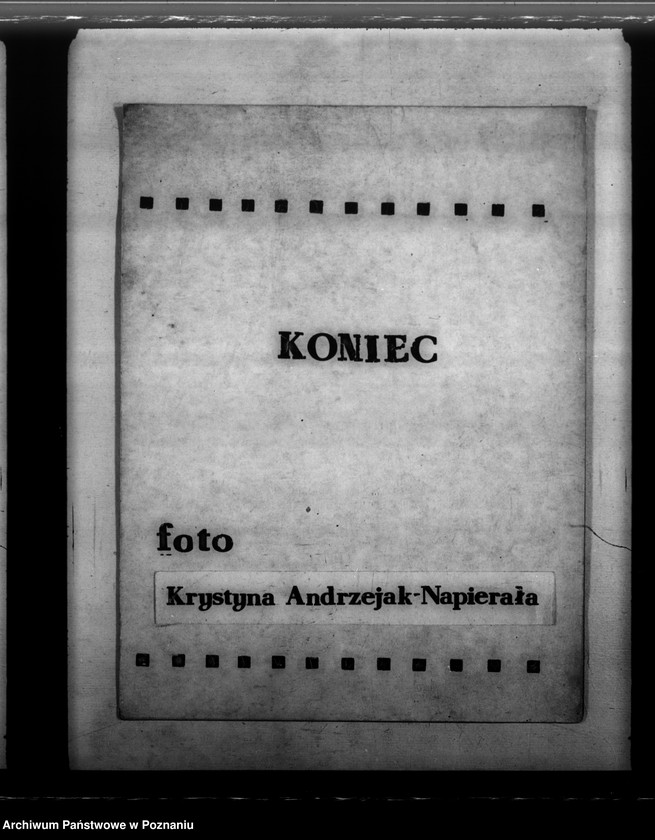 KONIEC
foto
Krystyna Andrzejak-Napierała
Archiwum Państwowe w Poznaniu